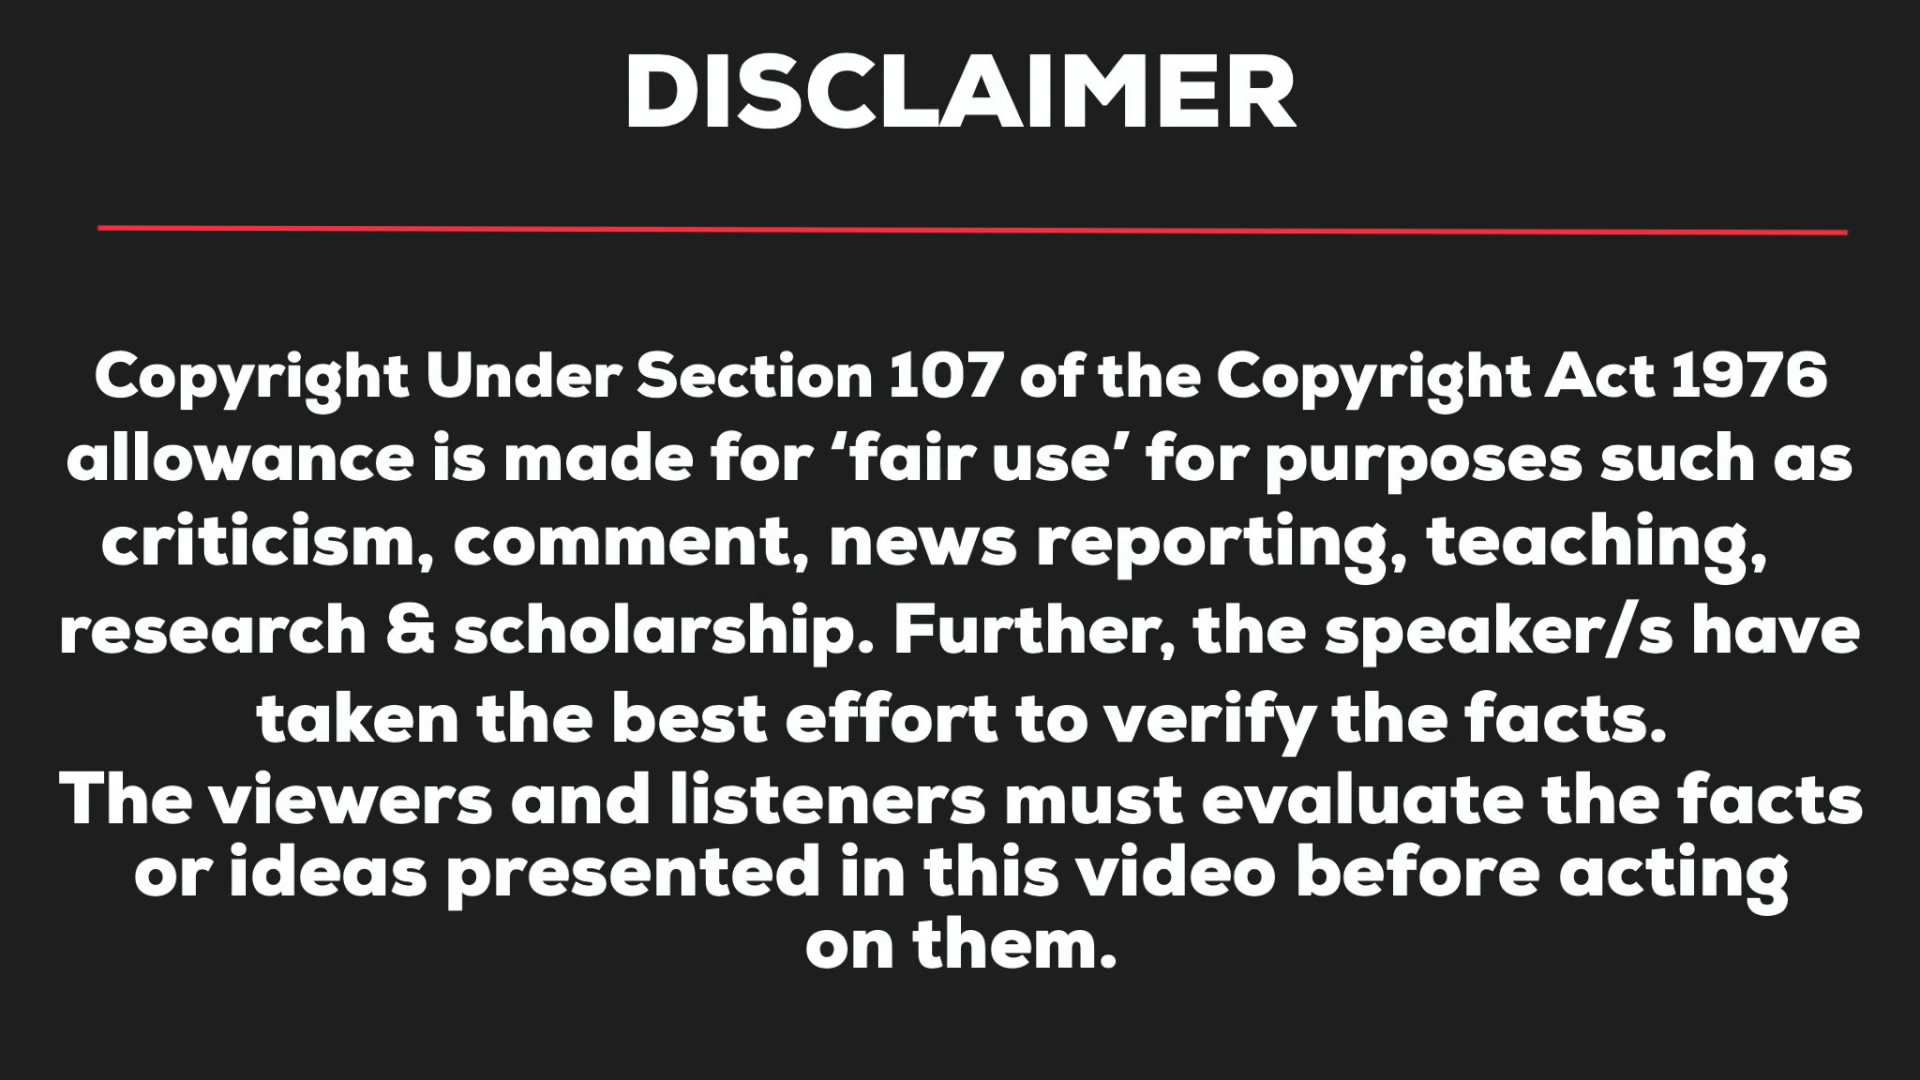 DISCLAIMER
Copyright Under Section 107 of the Copyright Act 1976
allowance is made for ‘fair use’ for purposes such as
criticism, comment, news reporting, teaching,
research & scholarship. Further, the speaker/s have
taken the best effort to verify the facts.
The viewers and listeners must evaluate the facts
or ideas presented in this video before acting
on them.